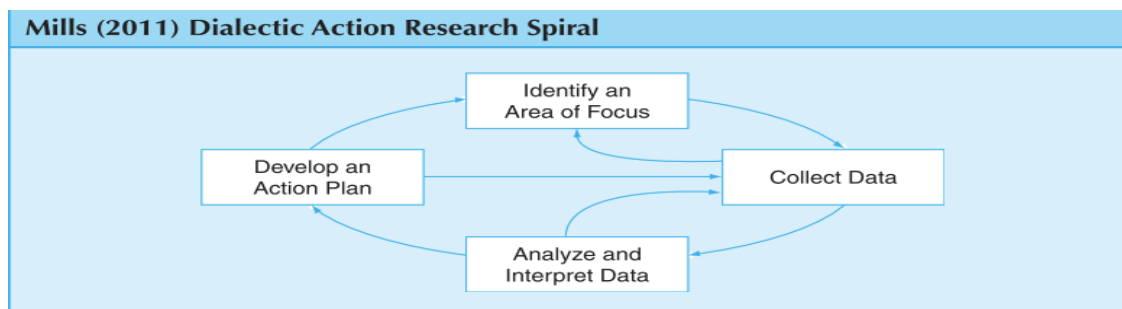 Mills (2011) Dialectic Action Research Spiral
Identify an
Area of Focus
Develop an
Action Plan
Collect Data
Analyze and
Interpret Data